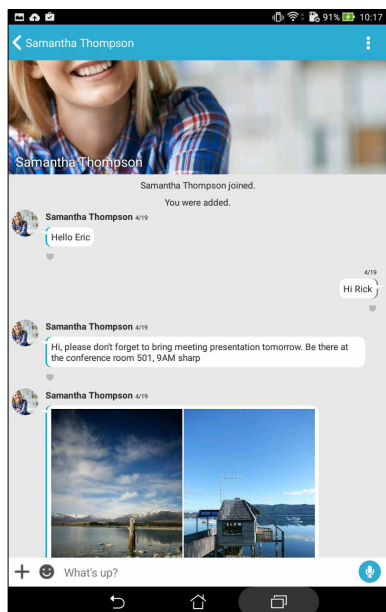 91% 10:17
Samantha Thompson
Samantha Thompson
Samantha Thompson joined.
You were added.
Samantha Thompson 4/19
Hello Eric
4/19
Hi Rick
Samantha Thompson 4/19
Hi, please don't forget to bring meeting presentation tomorrow. Be there at
the conference room 501, 9AM sharp
Samantha Thompson 4/19
What's up?